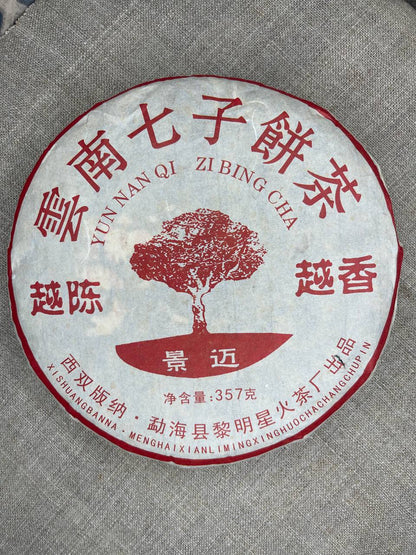 雲南七子餅茶
YUN NAN QI ZI BING CHA
越陈
越香
景迈
净含量:357克
西双版纳·勐海县黎明星火茶厂出品
XISHUANGBANNA.MENGHAIXIANLIMINGXINGHUOCHACHANGCHUPIN